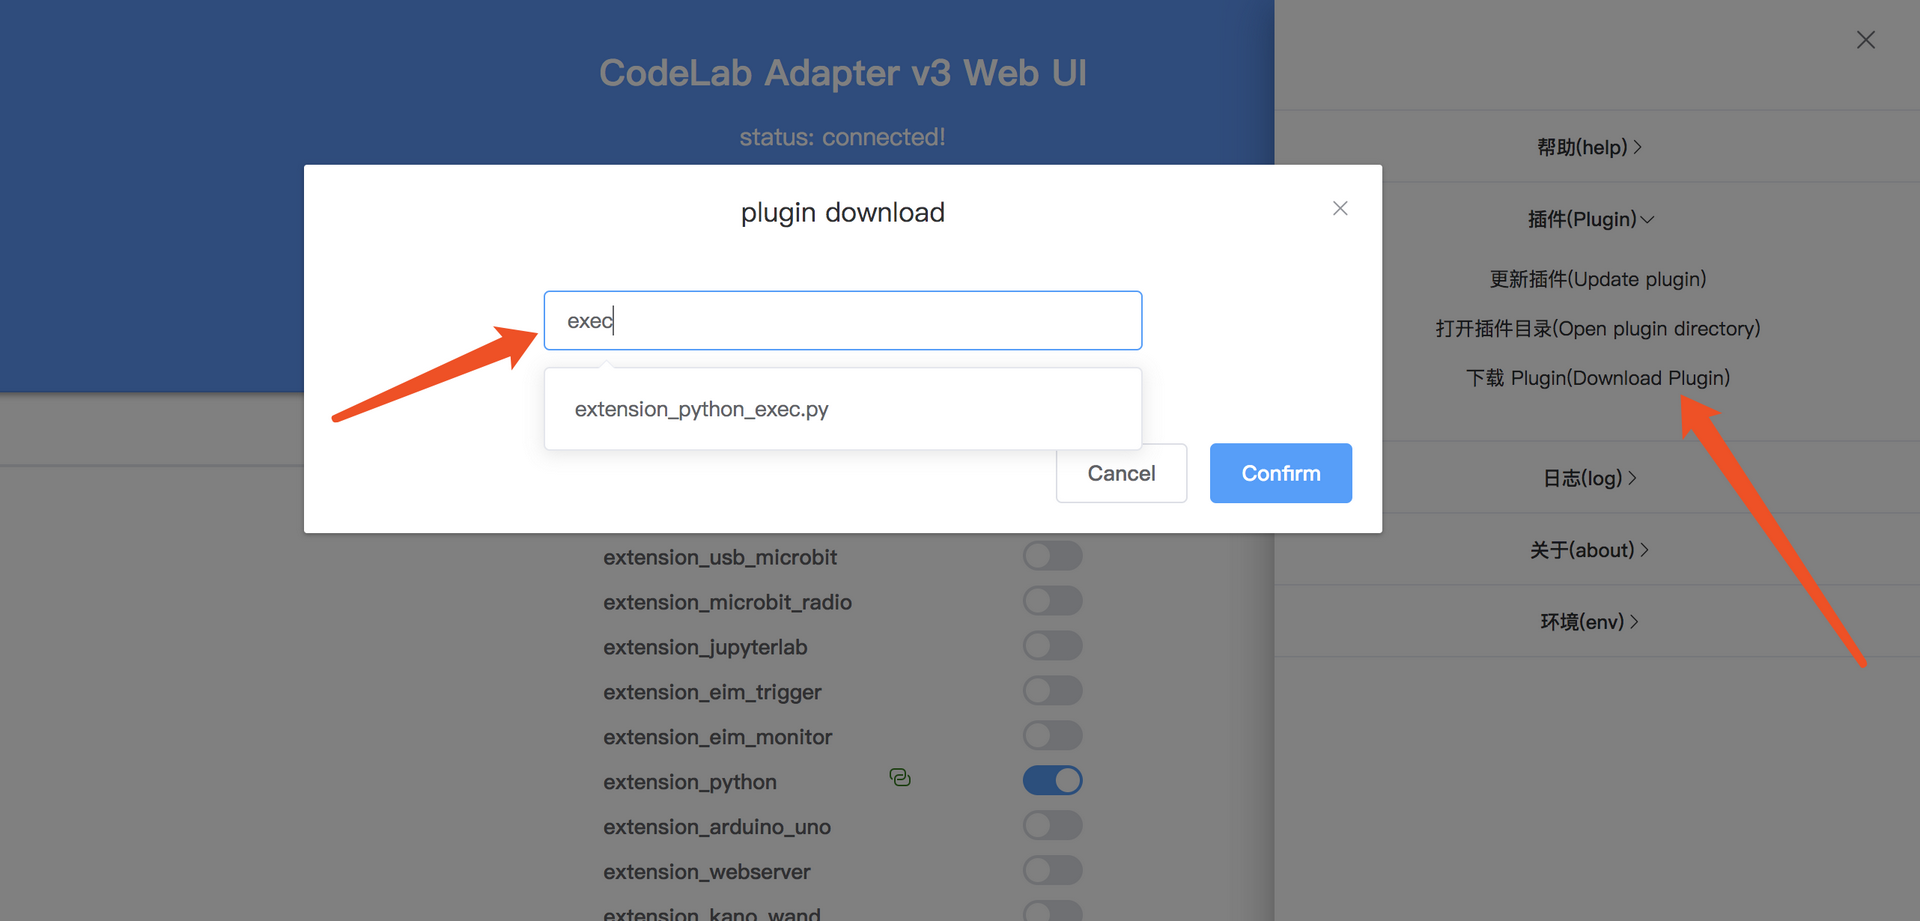 CodeLab Adapter v3 Web UI
status: connected!
plugin download
exec
extension_python_exec.py
Cancel
Confirm
extension_usb_microbit
extension_microbit_radio
extension_jupyterlab
extension_eim_trigger
extension_eim_monitor
extension_python
extension_arduino_uno
extension_webserver
extension_kano_wand
帮助(help)
插件(Plugin)
更新插件(Update plugin)
打开插件目录(Open plugin directory)
下载 Plugin(Download Plugin)
日志(log)
关于(about)
环境(env)